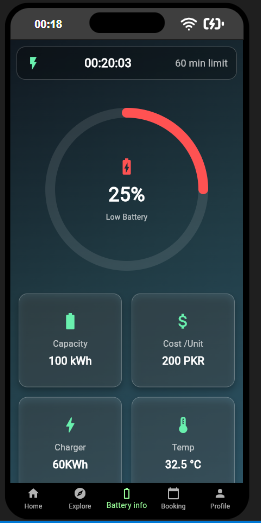 00:18
00:20:03 60 min limit
25%
Low Battery
Capacity Cost /Unit
100 kWh 200 PKR
Charger Temp
60KWh 32.5 °C
Home Explore Battery info Booking Profile